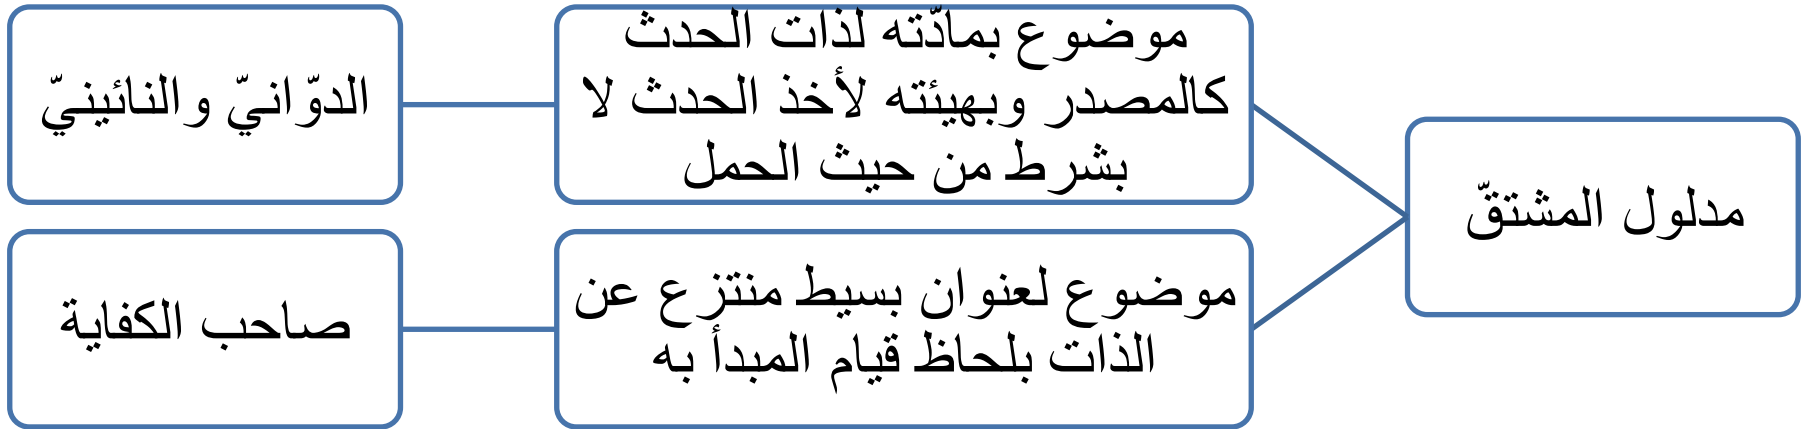 مدلول المشتقّ
موضوع بمادّته لذات الحدث
كالمصدر وبهيئته لأخذ الحدث لا
بشرط من حيث الحمل
الدوّانيّ والنائينيّ
موضوع لعنوان بسيط منتزع عن
الذات بلحاظ قيام المبدأ به
صاحب الكفاية